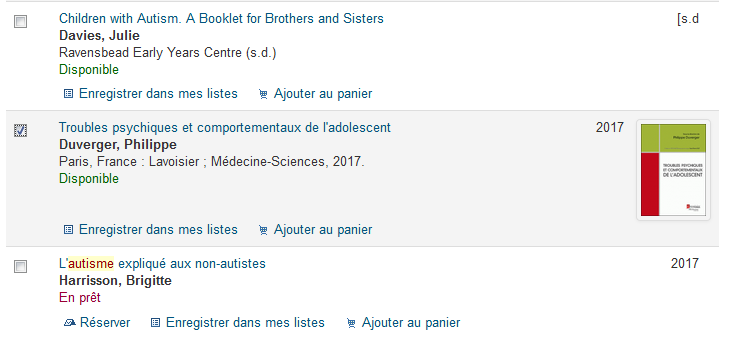 Children with Autism. A Booklet for Brothers and Sisters
[s.d
Davies, Julie
Ravensbead Early Years Centre (s.d.)
Disponible
Enregistrer dans mes listes Ajouter au panier
Troubles psychiques et comportementaux de l'adolescent
2017
Duverger, Philippe
Paris, France : Lavoisier ; Médecine-Sciences, 2017.
Disponible
Philippe Duverger
TROUBLES PSYCHIQUES
ET COMPORTEMENTAUX
DE L'ADOLESCENT
Enregistrer dans mes listes Ajouter au panier
L'autisme expliqué aux non-autistes
2017
Harrisson, Brigitte
En prêt
Réserver Enregistrer dans mes listes Ajouter au panier